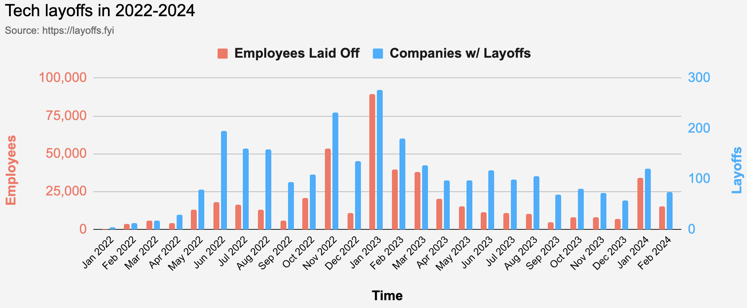 Tech layoffs in 2022-2024
Source: https://layoffs.fyi
Employees Laid Off
Companies w/ Layoffs
100,000
75,000
50,000
25,000
0
Employees
300
200
100
0
Layoffs
Jan 2022
Feb 2022
Mar 2022
Apr 2022
May 2022
Jun 2022
Jul 2022
Aug 2022
Sep 2022
Oct 2022
Nov 2022
Dec 2022
Jan 2023
Feb 2023
Mar 2023
Apr 2023
May 2023
Jun 2023
Jul 2023
Aug 2023
Sep 2023
Oct 2023
Nov 2023
Dec 2023
Jan 2024
Feb 2024
Time